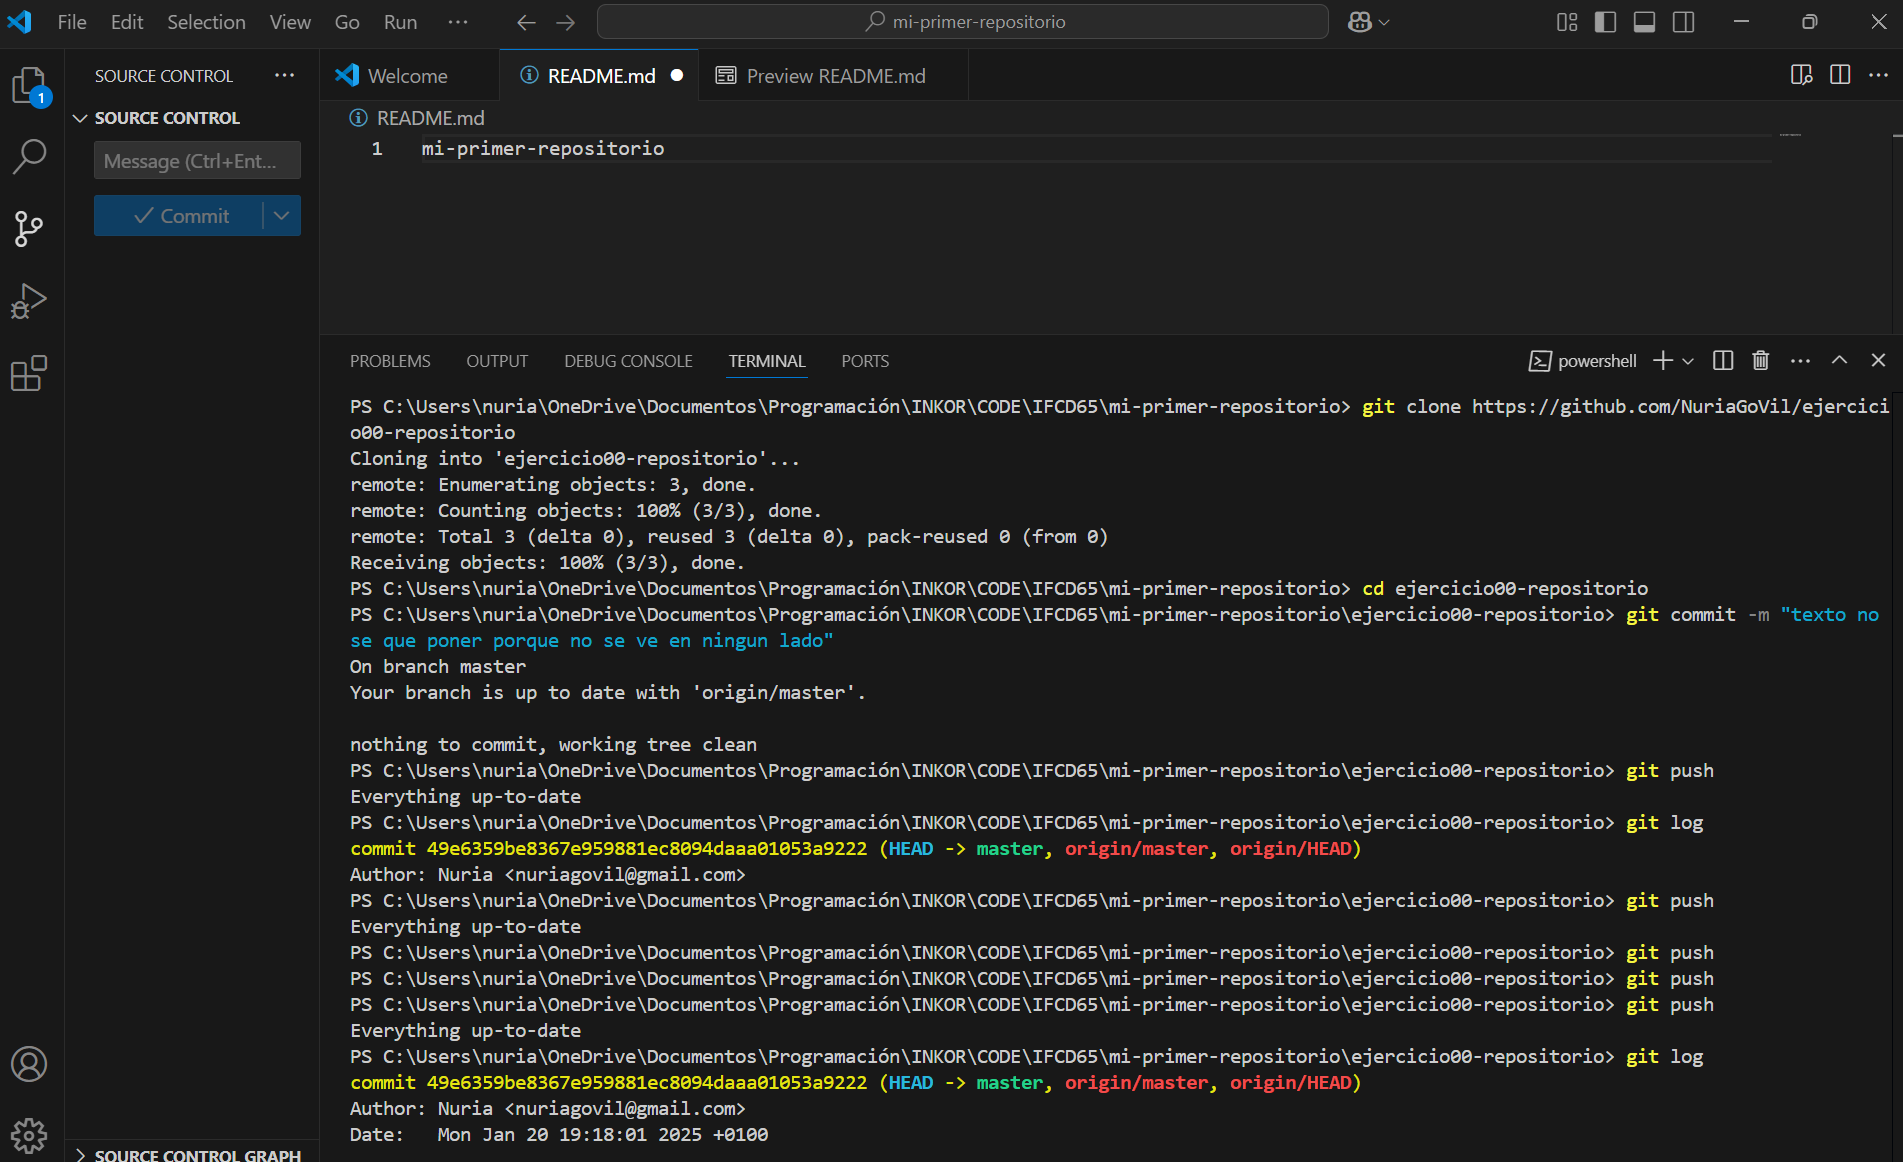 File Edit Selection View Go Run ···
mi-primer-repositorio
1
SOURCE CONTROL ···
Welcome
README.md
Preview README.md
SOURCE CONTROL
README.md
1 mi-primer-repositorio
Message (Ctrl+Ent...
Commit
PROBLEMS OUTPUT DEBUG CONSOLE TERMINAL PORTS
powershell
PS C:\Users\nuria\OneDrive\Documentos\Programación\INKOR\CODE\IFCD65\mi-primer-repositorio> git clone https://github.com/NuriaGoVil/ejercici
o00-repositorio
Cloning into 'ejercicio00-repositorio'...
remote: Enumerating objects: 3, done.
remote: Counting objects: 100% (3/3), done.
remote: Total 3 (delta 0), reused 3 (delta 0), pack-reused 0 (from 0)
Receiving objects: 100% (3/3), done.
PS C:\Users\nuria\OneDrive\Documentos\Programación\INKOR\CODE\IFCD65\mi-primer-repositorio> cd ejercicio00-repositorio
PS C:\Users\nuria\OneDrive\Documentos\Programación\INKOR\CODE\IFCD65\mi-primer-repositorio\ejercicio00-repositorio> git commit -m "texto no
se que poner porque no se ve en ningun lado"
On branch master
Your branch is up to date with 'origin/master'.
nothing to commit, working tree clean
PS C:\Users\nuria\OneDrive\Documentos\Programación\INKOR\CODE\IFCD65\mi-primer-repositorio\ejercicio00-repositorio> git push
Everything up-to-date
PS C:\Users\nuria\OneDrive\Documentos\Programación\INKOR\CODE\IFCD65\mi-primer-repositorio\ejercicio00-repositorio> git log
commit 49e6359be8367e959881ec8094daaa01053a9222 (HEAD -> master, origin/master, origin/HEAD)
Author: Nuria <nuriagovil@gmail.com>
PS C:\Users\nuria\OneDrive\Documentos\Programación\INKOR\CODE\IFCD65\mi-primer-repositorio\ejercicio00-repositorio> git push
Everything up-to-date
PS C:\Users\nuria\OneDrive\Documentos\Programación\INKOR\CODE\IFCD65\mi-primer-repositorio\ejercicio00-repositorio> git push
PS C:\Users\nuria\OneDrive\Documentos\Programación\INKOR\CODE\IFCD65\mi-primer-repositorio\ejercicio00-repositorio> git push
PS C:\Users\nuria\OneDrive\Documentos\Programación\INKOR\CODE\IFCD65\mi-primer-repositorio\ejercicio00-repositorio> git push
Everything up-to-date
PS C:\Users\nuria\OneDrive\Documentos\Programación\INKOR\CODE\IFCD65\mi-primer-repositorio\ejercicio00-repositorio> git log
commit 49e6359be8367e959881ec8094daaa01053a9222 (HEAD -> master, origin/master, origin/HEAD)
Author: Nuria <nuriagovil@gmail.com>
Date:   Mon Jan 20 19:18:01 2025 +0100
SOURCE CONTROL GRAPH